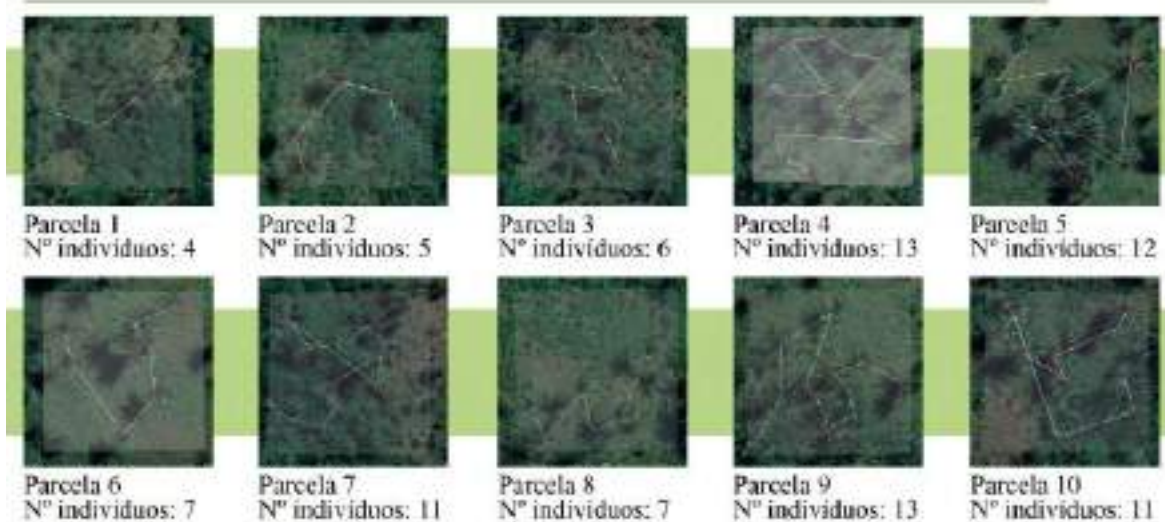 Parcela 1
Nº individuos: 4
Parcela 2
Nº individuos: 5
Parcela 3
Nº individuos: 6
Parcela 4
Nº individuos: 13
Parcela 5
Nº individuos: 12
Parcela 6
Nº individuos: 7
Parcela 7
Nº individuos: 11
Parcela 8
Nº individuos: 7
Parcela 9
Nº individuos: 13
Parcela 10
Nº individuos: 11